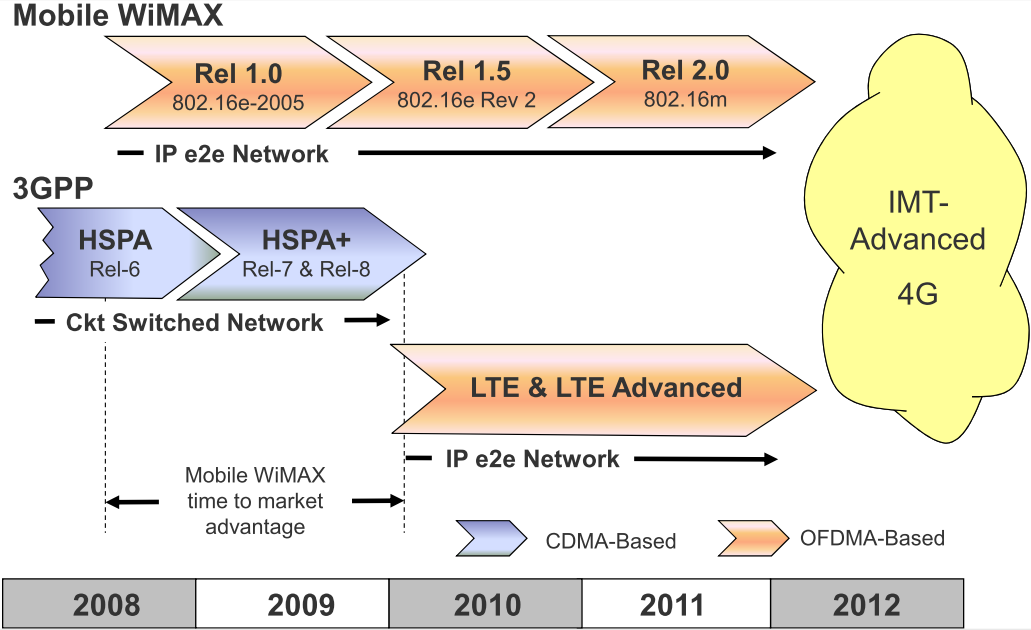 Mobile WiMAX
Rel 1.0
802.16e-2005
Rel 1.5
802.16e Rev 2
Rel 2.0
802.16m
IP e2e Network
3GPP
HSPA
Rel-6
HSPA+
Rel-7 & Rel-8
Ckt Switched Network
IMT-
Advanced
4G
LTE & LTE Advanced
IP e2e Network
Mobile WiMAX
time to market
advantage
CDMA-Based
OFDMA-Based
2008
2009
2010
2011
2012